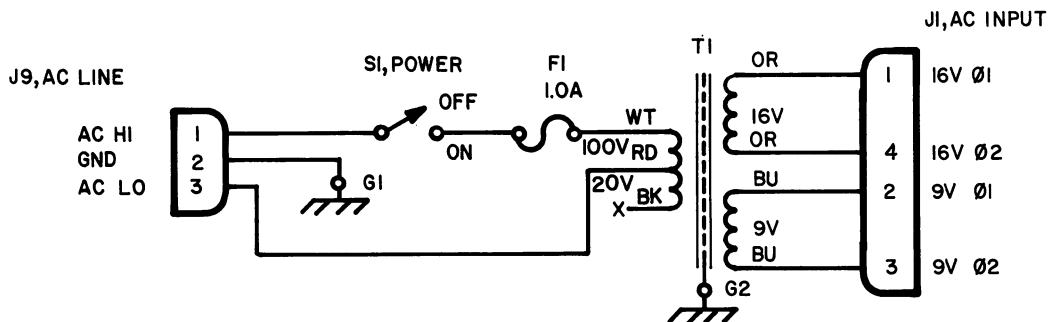 J1, AC INPUT
T1
J9, AC LINE
S1, POWER
F1
1.0A
OFF
ON
AC HI 1
GND 2
AC LO 3
G1
WT
100V RD
20V
X BK
OR
16V
OR
BU
9V
BU
G2
1 16V Ø1
4 16V Ø2
2 9V Ø1
3 9V Ø2